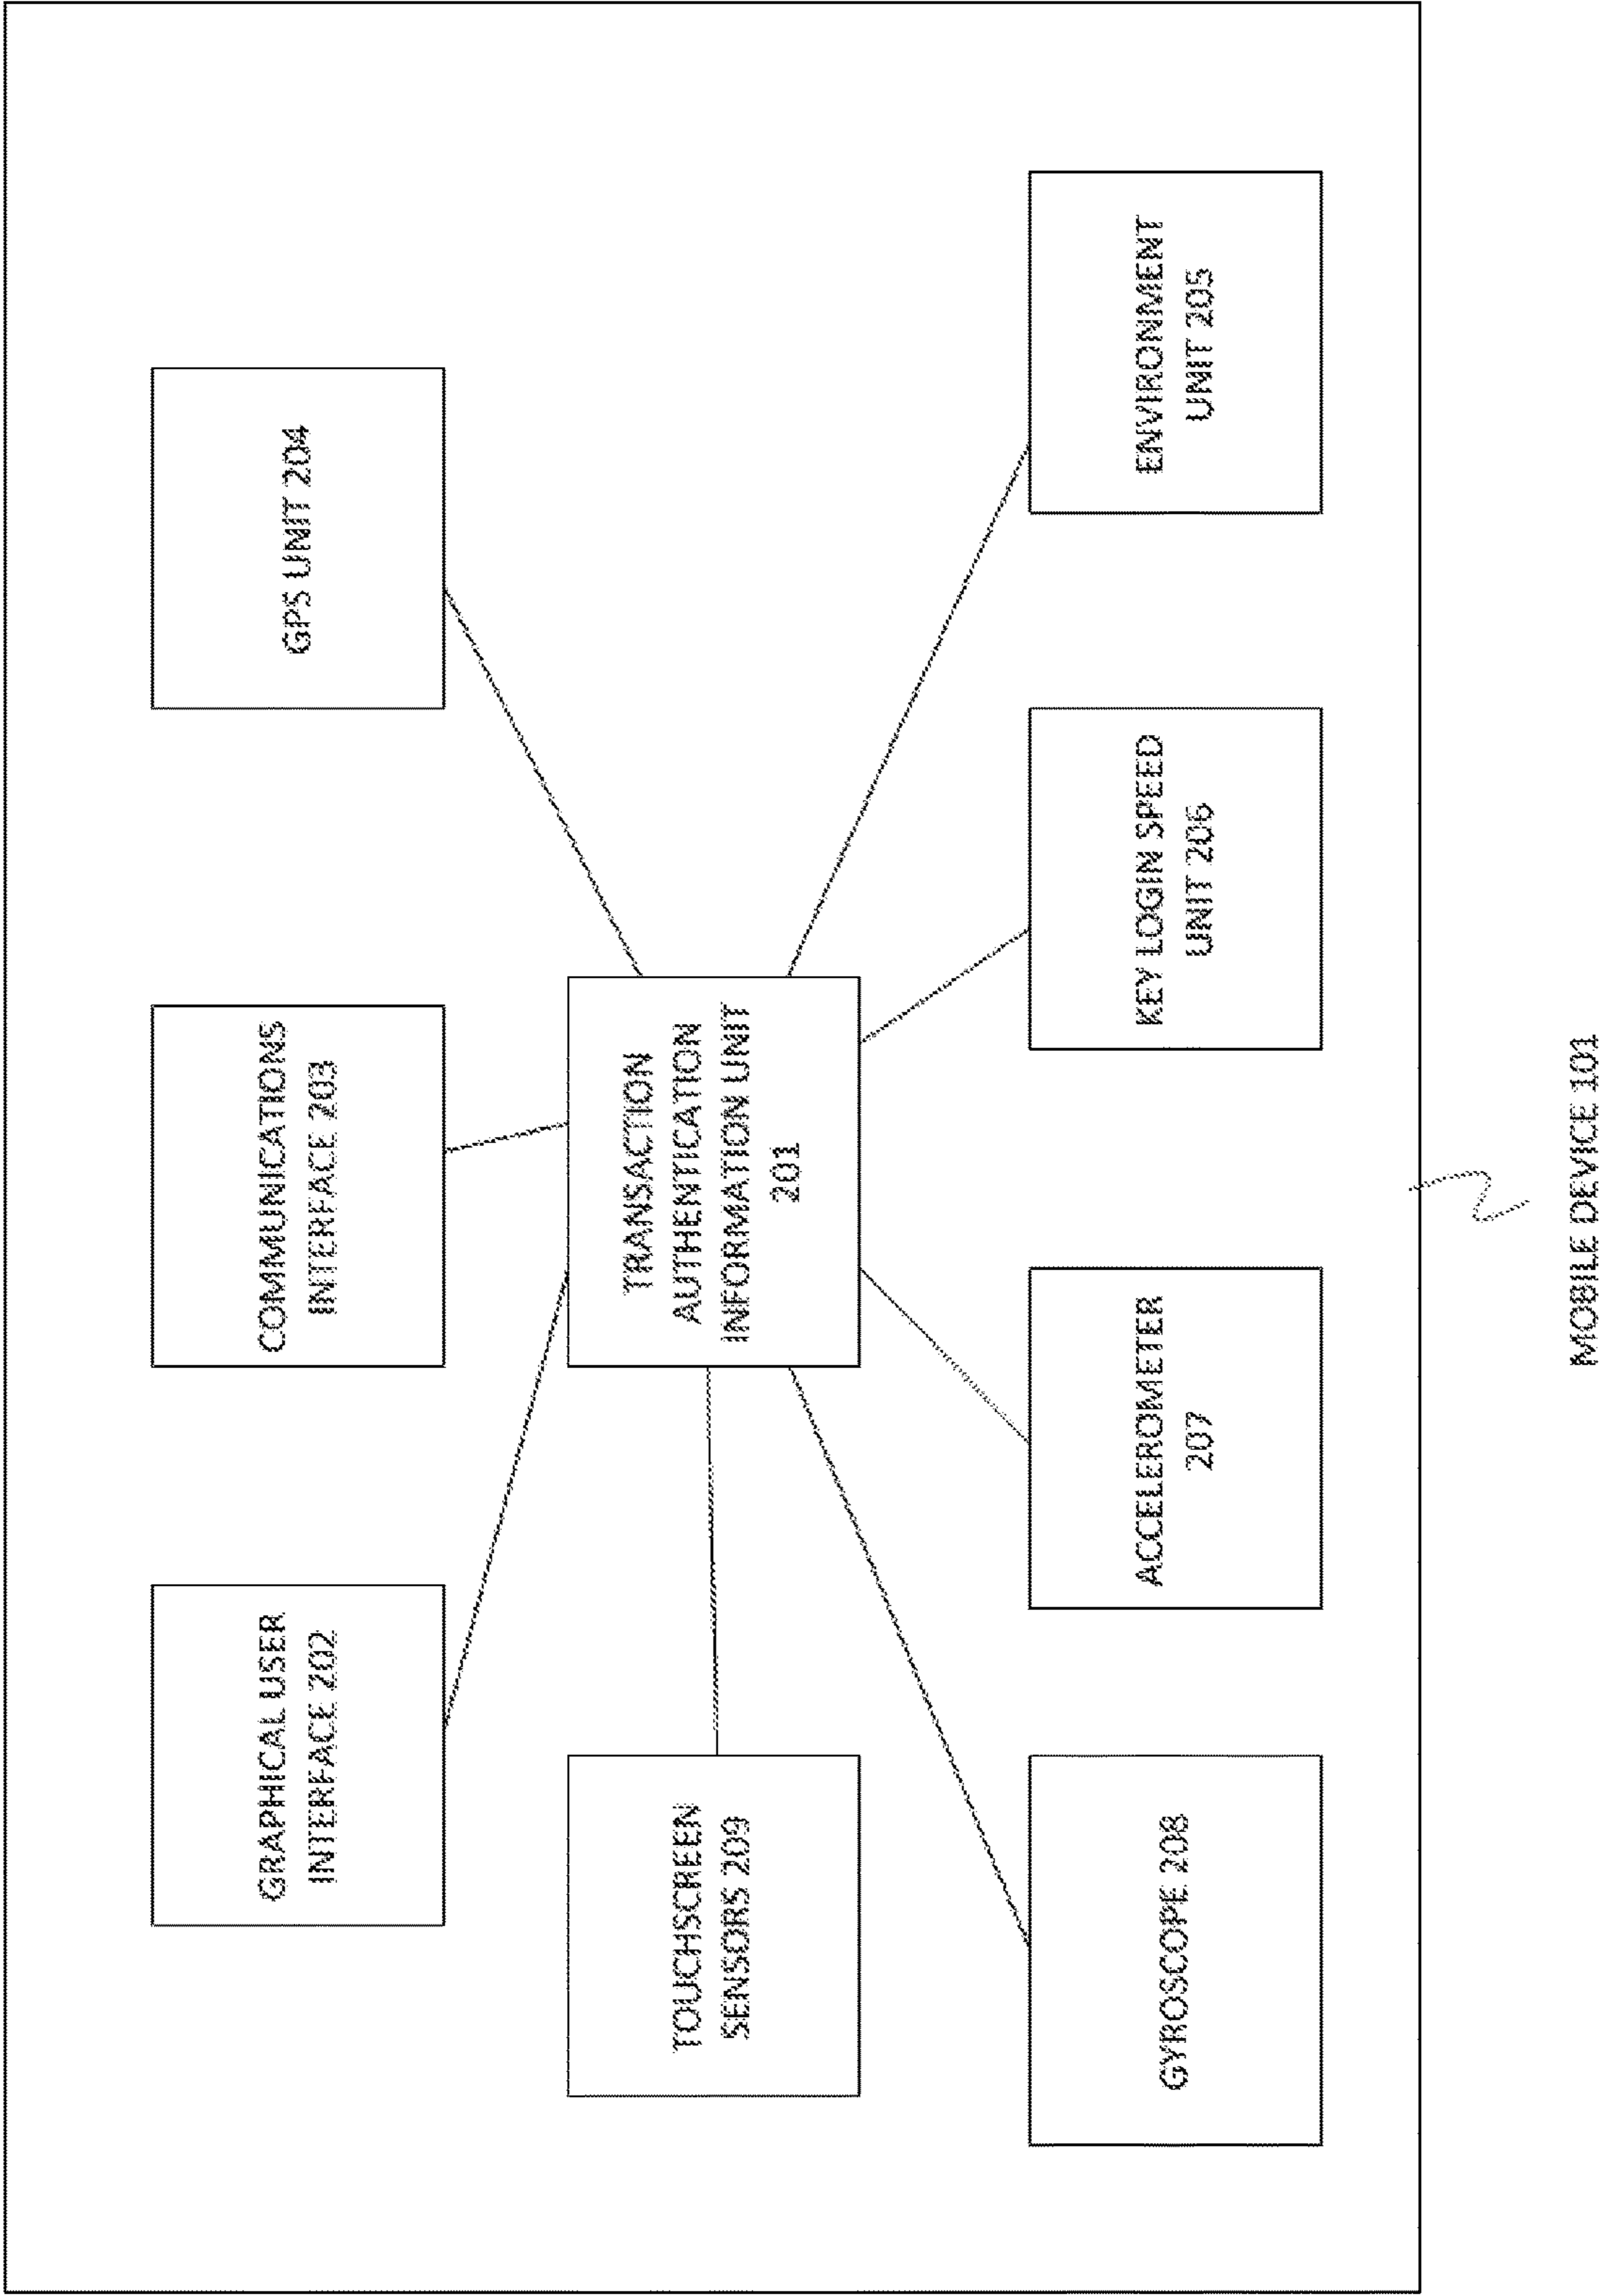 GRAPHICAL USER
INTERFACE 202
COMMUNICATIONS
INTERFACE 203
GPS UNIT 204
TOUCHSCREEN
SENSORS 209
TRANSACTION
AUTHENTICATION
INFORMATION UNIT
201
GYROSCOPE 208
ACCELEROMETER
207
KEY LOGIN SPEED
UNIT 206
ENVIRONMENT
UNIT 205
MOBILE DEVICE 101